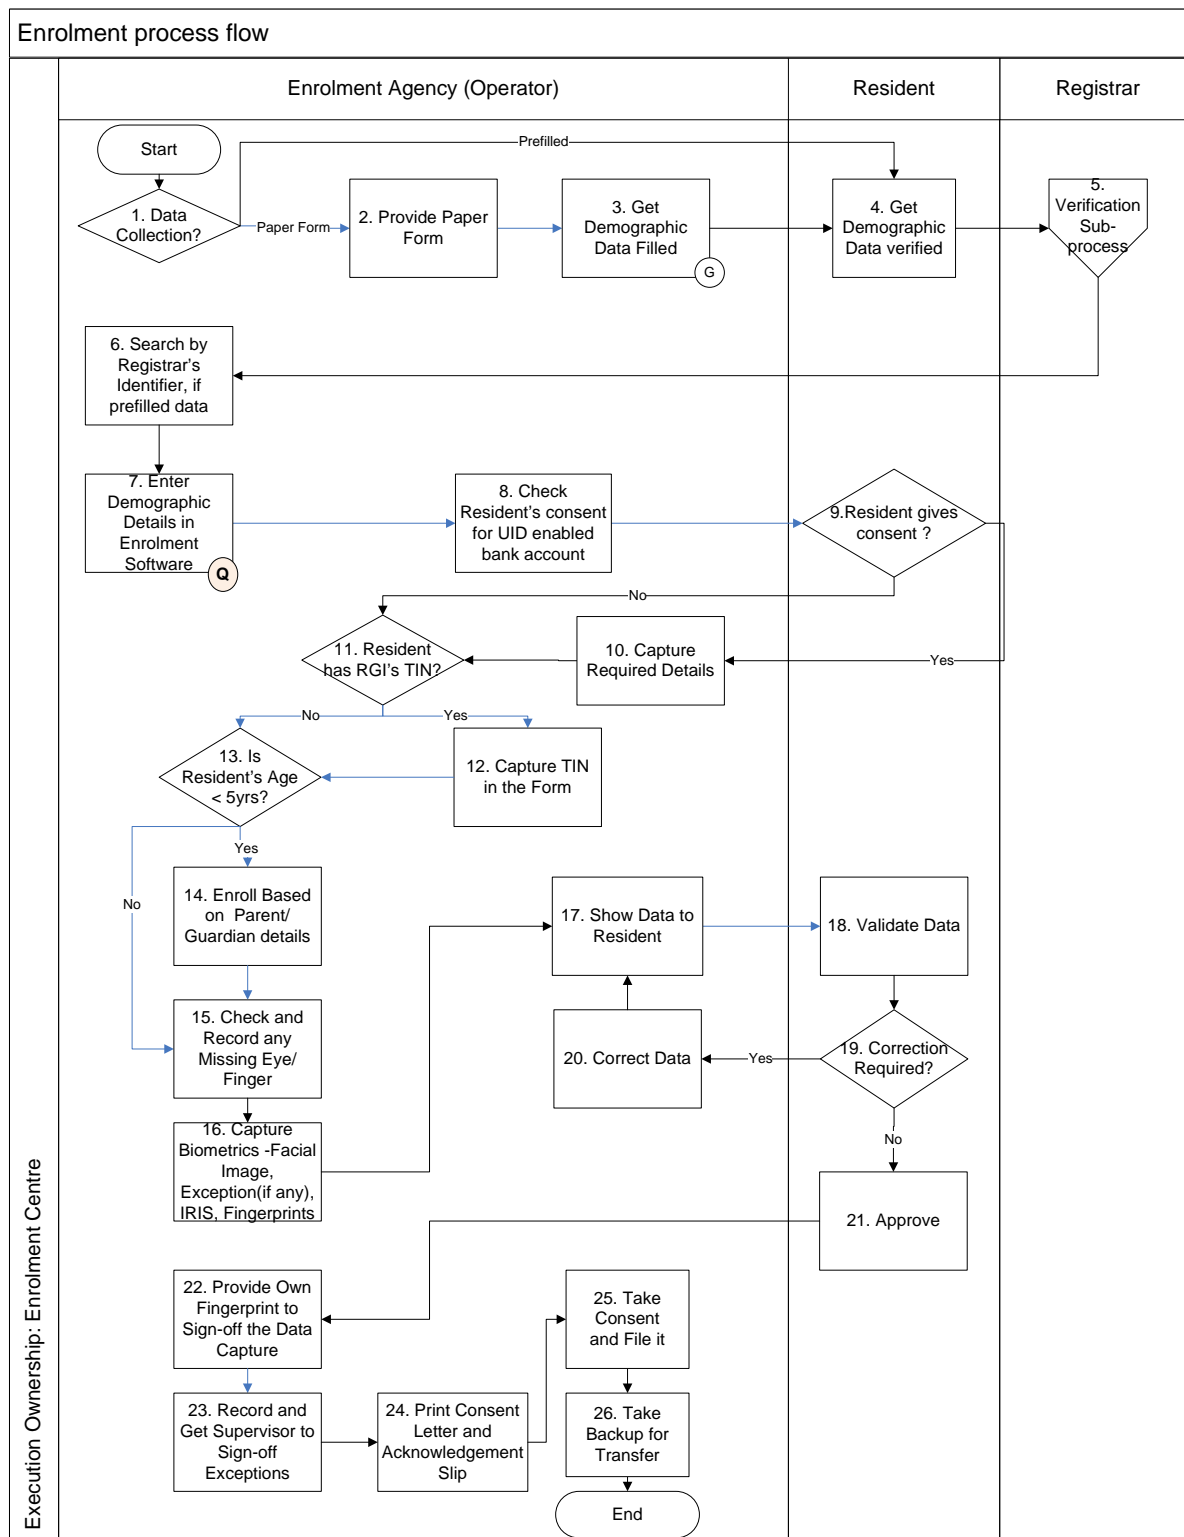 Enrolment process flow
Execution Ownership: Enrolment Centre
Enrolment Agency (Operator)
Resident
Registrar
Start
Prefilled
1. Data
Collection?
Paper Form
2. Provide Paper
Form
3. Get
Demographic
Data Filled
G
4. Get
Demographic
Data verified
5.
Verification
Sub-
process
6. Search by
Registrar's
Identifier, if
prefilled data
7. Enter
Demographic
Details in
Enrolment
Software
Q
8. Check
Resident's consent
for UID enabled
bank account
9.Resident gives
consent ?
No
Yes
10. Capture
Required Details
11. Resident
has RGI's TIN?
No
Yes
12. Capture TIN
in the Form
13. Is
Resident's Age
< 5yrs?
Yes
No
14. Enroll Based
on Parent/
Guardian details
15. Check and
Record any
Missing Eye/
Finger
16. Capture
Biometrics -Facial
Image,
Exception(if any),
IRIS, Fingerprints
17. Show Data to
Resident
18. Validate Data
19. Correction
Required?
Yes
20. Correct Data
No
21. Approve
22. Provide Own
Fingerprint to
Sign-off the Data
Capture
23. Record and
Get Supervisor to
Sign-off
Exceptions
24. Print Consent
Letter and
Acknowledgement
Slip
25. Take
Consent
and File it
26. Take
Backup for
Transfer
End